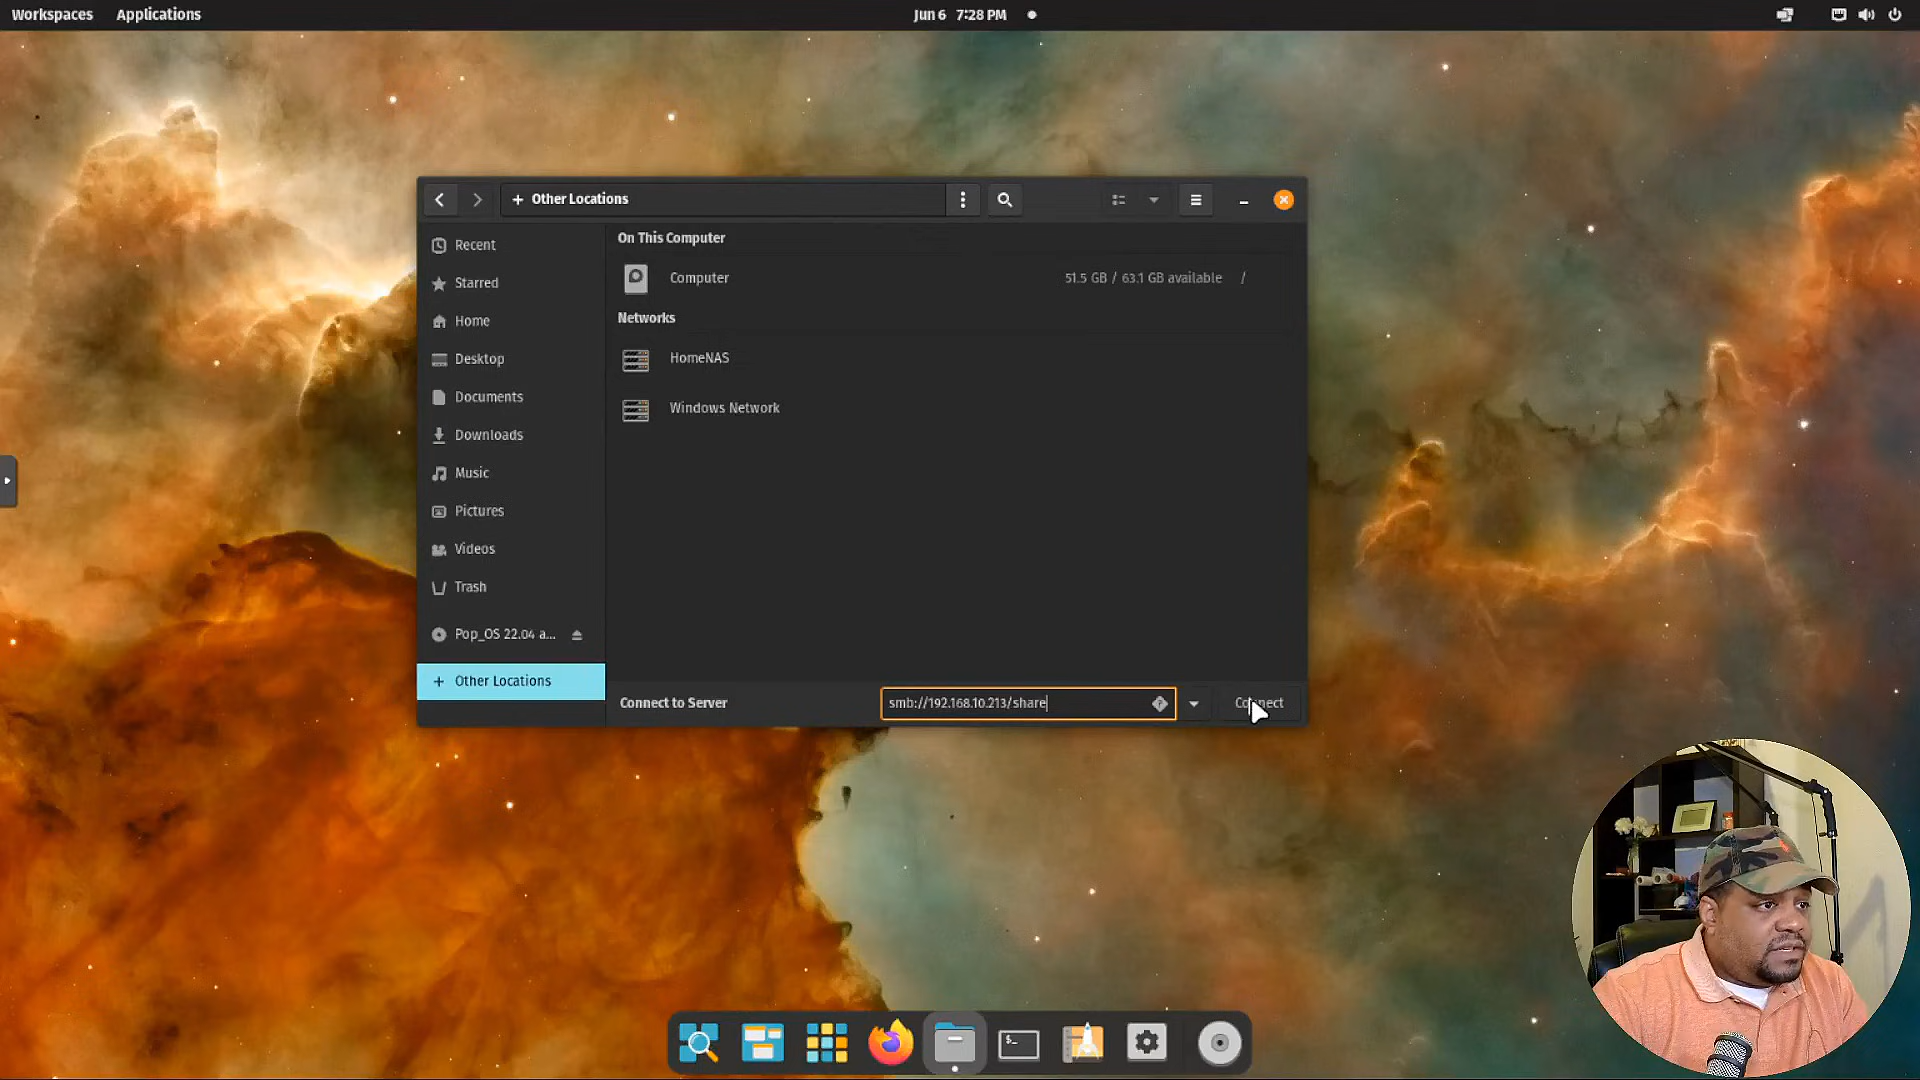 Workspaces Applications Jun 6 7:28 PM
Other Locations
Recent
Starred
Home
Desktop
Documents
Downloads
Music
Pictures
Videos
Trash
Pop_OS 22.04 a...
+ Other Locations
On This Computer
Computer 51.5 GB / 63.1 GB available /
Networks
HomeNAS
Windows Network
Connect to Server smb://192.168.10.213/share Connect